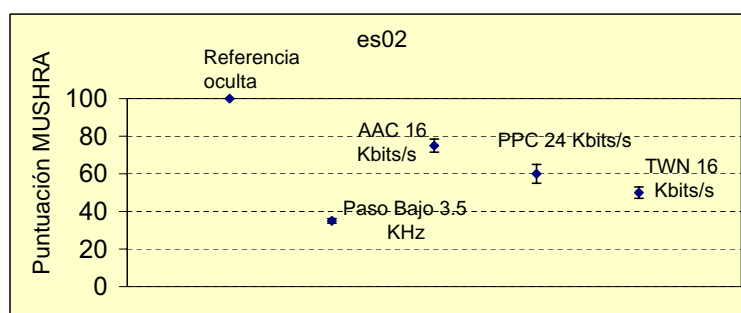 es02
Puntuación MUSHRA
100
80
60
40
20
0
Referencia
oculta
Paso Bajo 3.5
KHz
AAC 16
Kbits/s
PPC 24 Kbits/s
TWN 16
Kbits/s